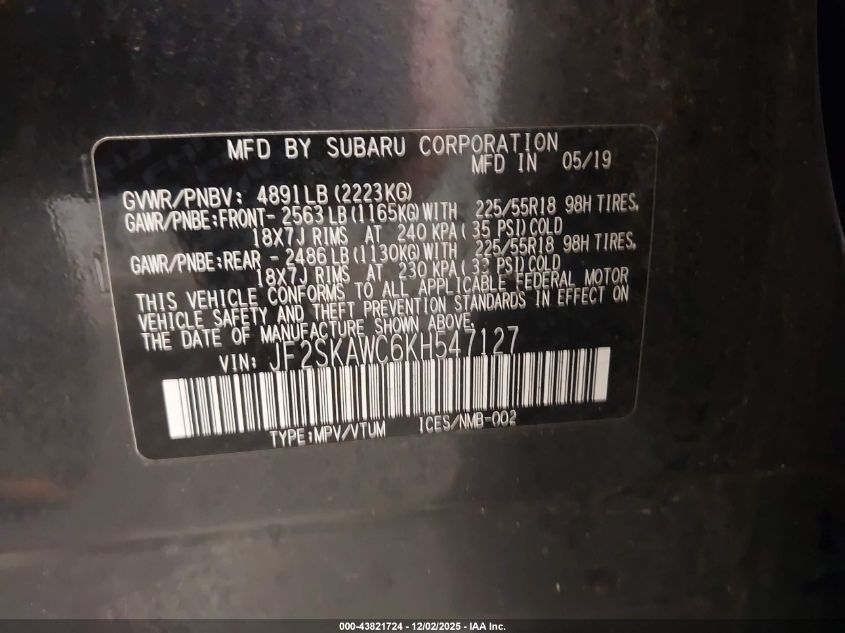 MFD BY SUBARU CORPORATION
MFD IN 05/19
GVWR/PNBV: 4891LB(2223KG)
GAWR/PNBE:FRONT- 2563LB(1165KG)WITH 225/55R18 98H TIRES,
18X7J RIMS AT 240 KPA( 35 PSI)COLD
GAWR/PNBE:REAR - 2486LB(1130KG)WITH 225/55R18 98H TIRES,
18X7J RIMS AT 230 KPA( 33 PSI)COLD
THIS VEHICLE CONFORMS TO ALL APPLICABLE FEDERAL MOTOR
VEHICLE SAFETY AND THEFT PREVENTION STANDARDS IN EFFECT ON
THE DATE OF MANUFACTURE SHOWN ABOVE.
VIN: JF2SKAWC6KH547127
TYPE:MPV/VTUM ICES/NMB-002
000-43821724 - 12/02/2025 - IAA Inc.